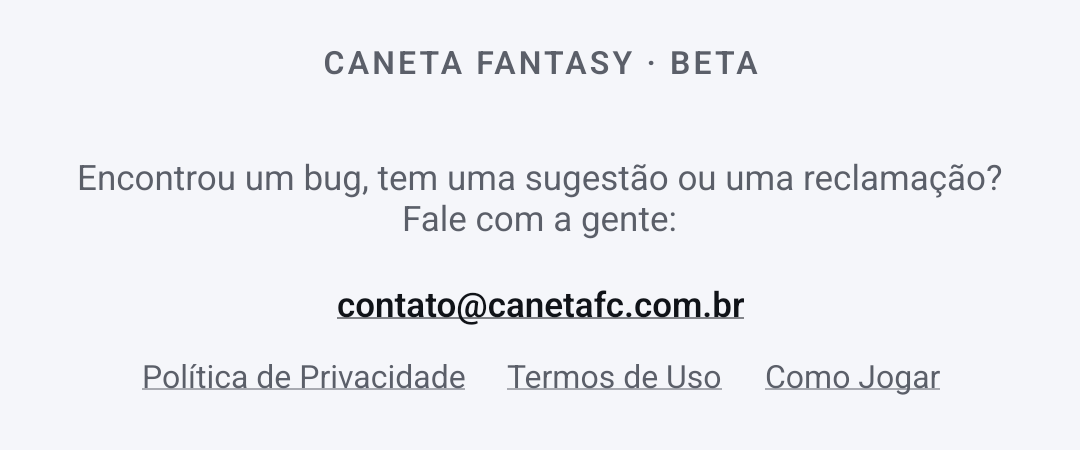 CANETA FANTASY · BETA
Encontrou um bug, tem uma sugestão ou uma reclamação?
Fale com a gente:
contato@canetafc.com.br
Política de Privacidade Termos de Uso Como Jogar